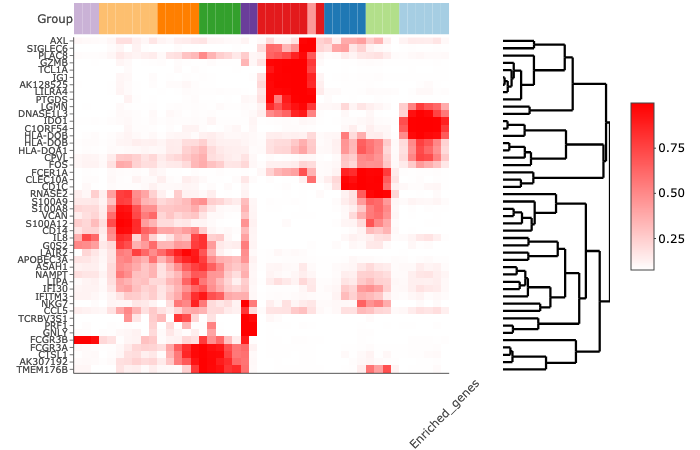 Group
AXL
SIGLEC6
PLAC8
GZMB
TCL1A
IGJ
AK128525
LILRA4
PTGDS
LGMN
DNASE1L3
IDO1
C1ORF54
HLA-DOB
HLA-DOB
HLA-DQA1
CPVL
FOS
FCER1A
CLEC10A
CD1C
RNASE2
S100A9
S100A8
VCAN
S100A12
CD14
IL8
G0S2
LAIR2
APOBEC3A
ASAH1
NAMPT
LIPA
IFI30
IFITM3
NKG7
CCL5
TCRBV3S1
PRF1
GNLY
FCGR3B
FCGR3A
CTSL1
AK307192
TMEM176B
Enriched_genes
0.75
0.50
0.25